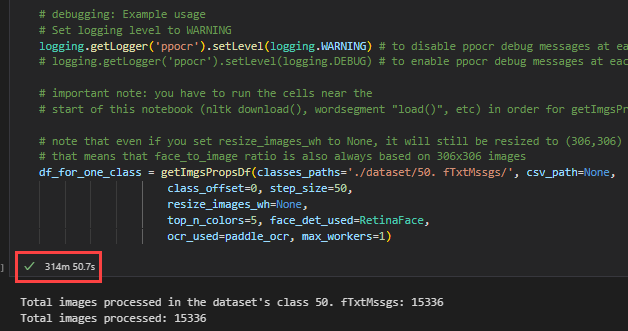 # debugging: Example usage
# Set logging level to WARNING
logging.getLogger('ppocr').setLevel(logging.WARNING) # to disable ppocr debug messages at ea
# logging.getLogger('ppocr').setLevel(logging.DEBUG) # to enable ppocr debug messages at each
# important note: you have to run the cells near the
# start of this notebook (nltk download(), wordsegment "load()", etc) in order for getImgsProp
# note that even if you set resize_images_wh to None, it will still be resized to (306,306)
# that means that face_to_image ratio is also always based on 306x306 images
df_for_one_class = getImgsPropsDf(classes_paths='./dataset/50. fTxtMssgs/', csv_path=None,
class_offset=0, step_size=50,
resize_images_wh=None,
top_n_colors=5, face_det_used=RetinaFace,
ocr_used=paddle_ocr, max_workers=1)
] ✓ 314m 50.7s
Total images processed in the dataset's class 50. fTxtMssgs: 15336
Total images processed: 15336